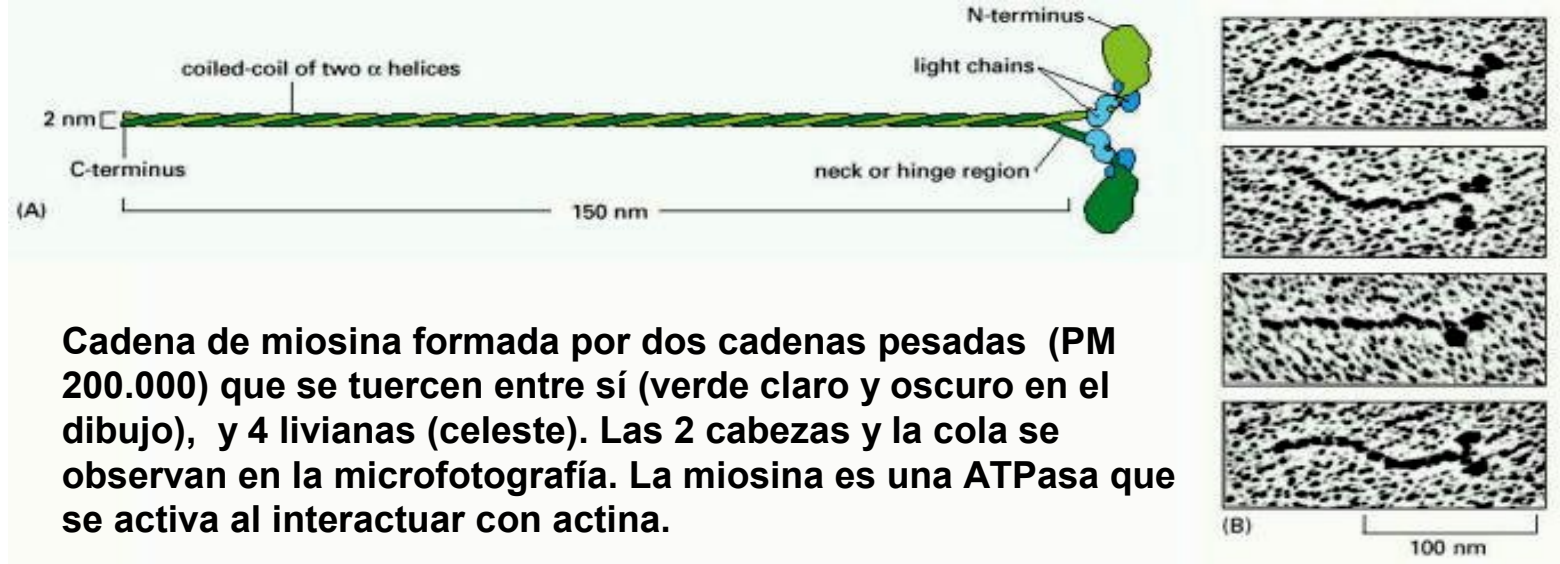 N-terminus
coiled-coil of two α helices
light chains
2 nm
C-terminus
neck or hinge region
(A)
150 nm
Cadena de miosina formada por dos cadenas pesadas (PM
200.000) que se tuercen entre sí (verde claro y oscuro en el
dibujo), y 4 livianas (celeste). Las 2 cabezas y la cola se
observan en la microfotografía. La miosina es una ATPasa que
se activa al interactuar con actina.
(B)
100 nm